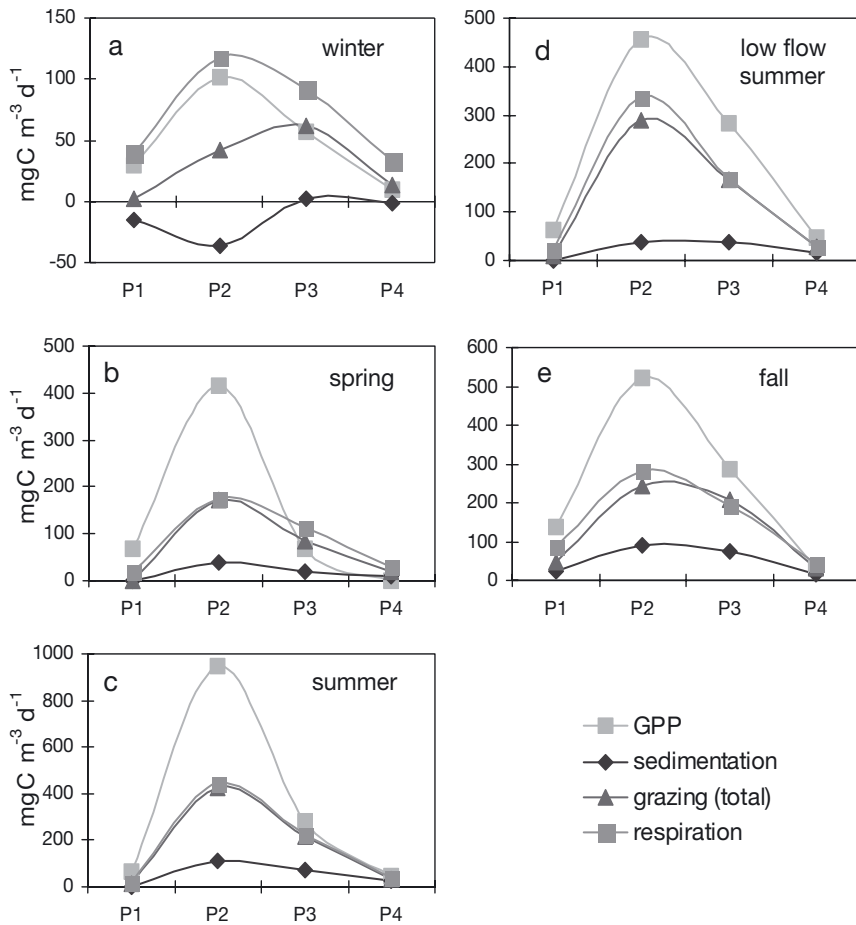 a
winter
mgC m-3 d-1
150
100
50
0
-50
P1 P2 P3 P4
d
low flow
summer
500
400
300
200
100
0
P1 P2 P3 P4
b
spring
mgC m-3 d-1
500
400
300
200
100
0
P1 P2 P3 P4
e
fall
600
500
400
300
200
100
0
P1 P2 P3 P4
c
summer
mgC m-3 d-1
1000
800
600
400
200
0
P1 P2 P3 P4
GPP
sedimentation
grazing (total)
respiration